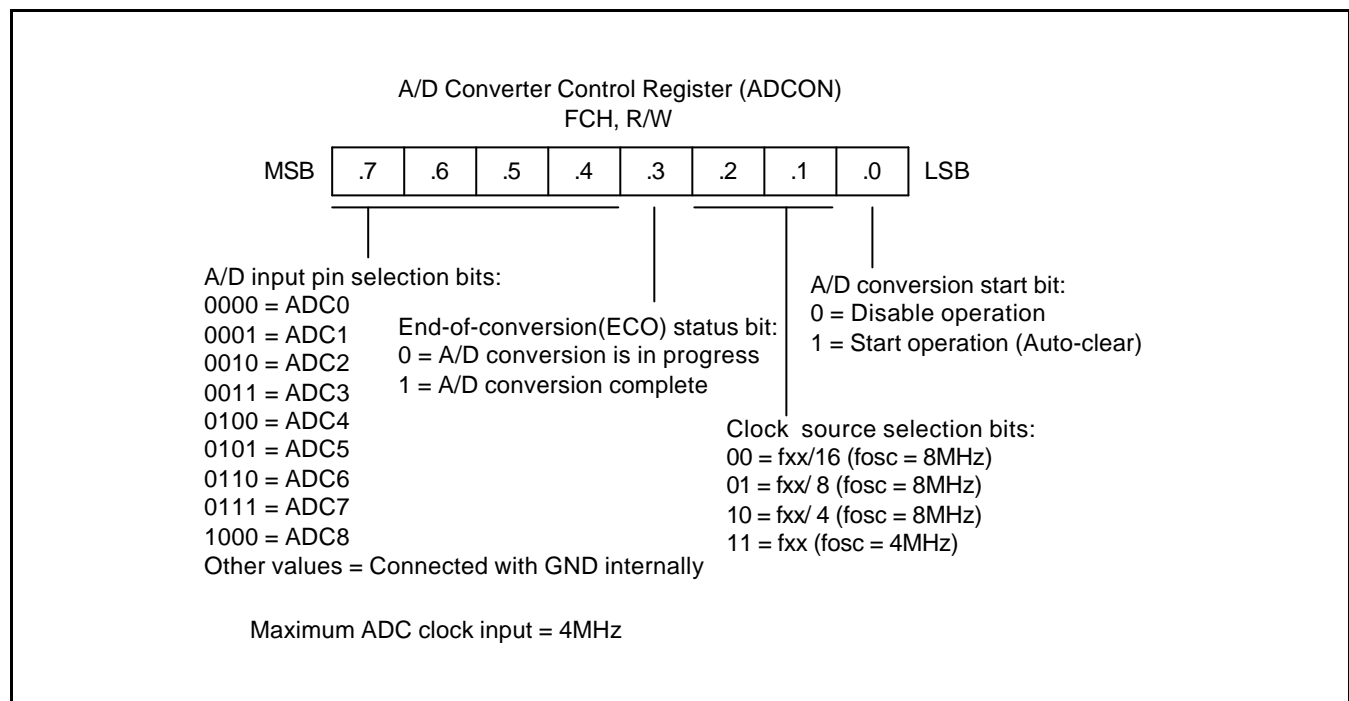 A/D Converter Control Register (ADCON)
FCH, R/W
MSB .7 .6 .5 .4 .3 .2 .1 .0 LSB
A/D input pin selection bits:
0000 = ADC0
0001 = ADC1
0010 = ADC2
0011 = ADC3
0100 = ADC4
0101 = ADC5
0110 = ADC6
0111 = ADC7
1000 = ADC8
Other values = Connected with GND internally
End-of-conversion(ECO) status bit:
0 = A/D conversion is in progress
1 = A/D conversion complete
A/D conversion start bit:
0 = Disable operation
1 = Start operation (Auto-clear)
Clock source selection bits:
00 = fxx/16 (fosc = 8MHz)
01 = fxx/ 8 (fosc = 8MHz)
10 = fxx/ 4 (fosc = 8MHz)
11 = fxx (fosc = 4MHz)
Maximum ADC clock input = 4MHz